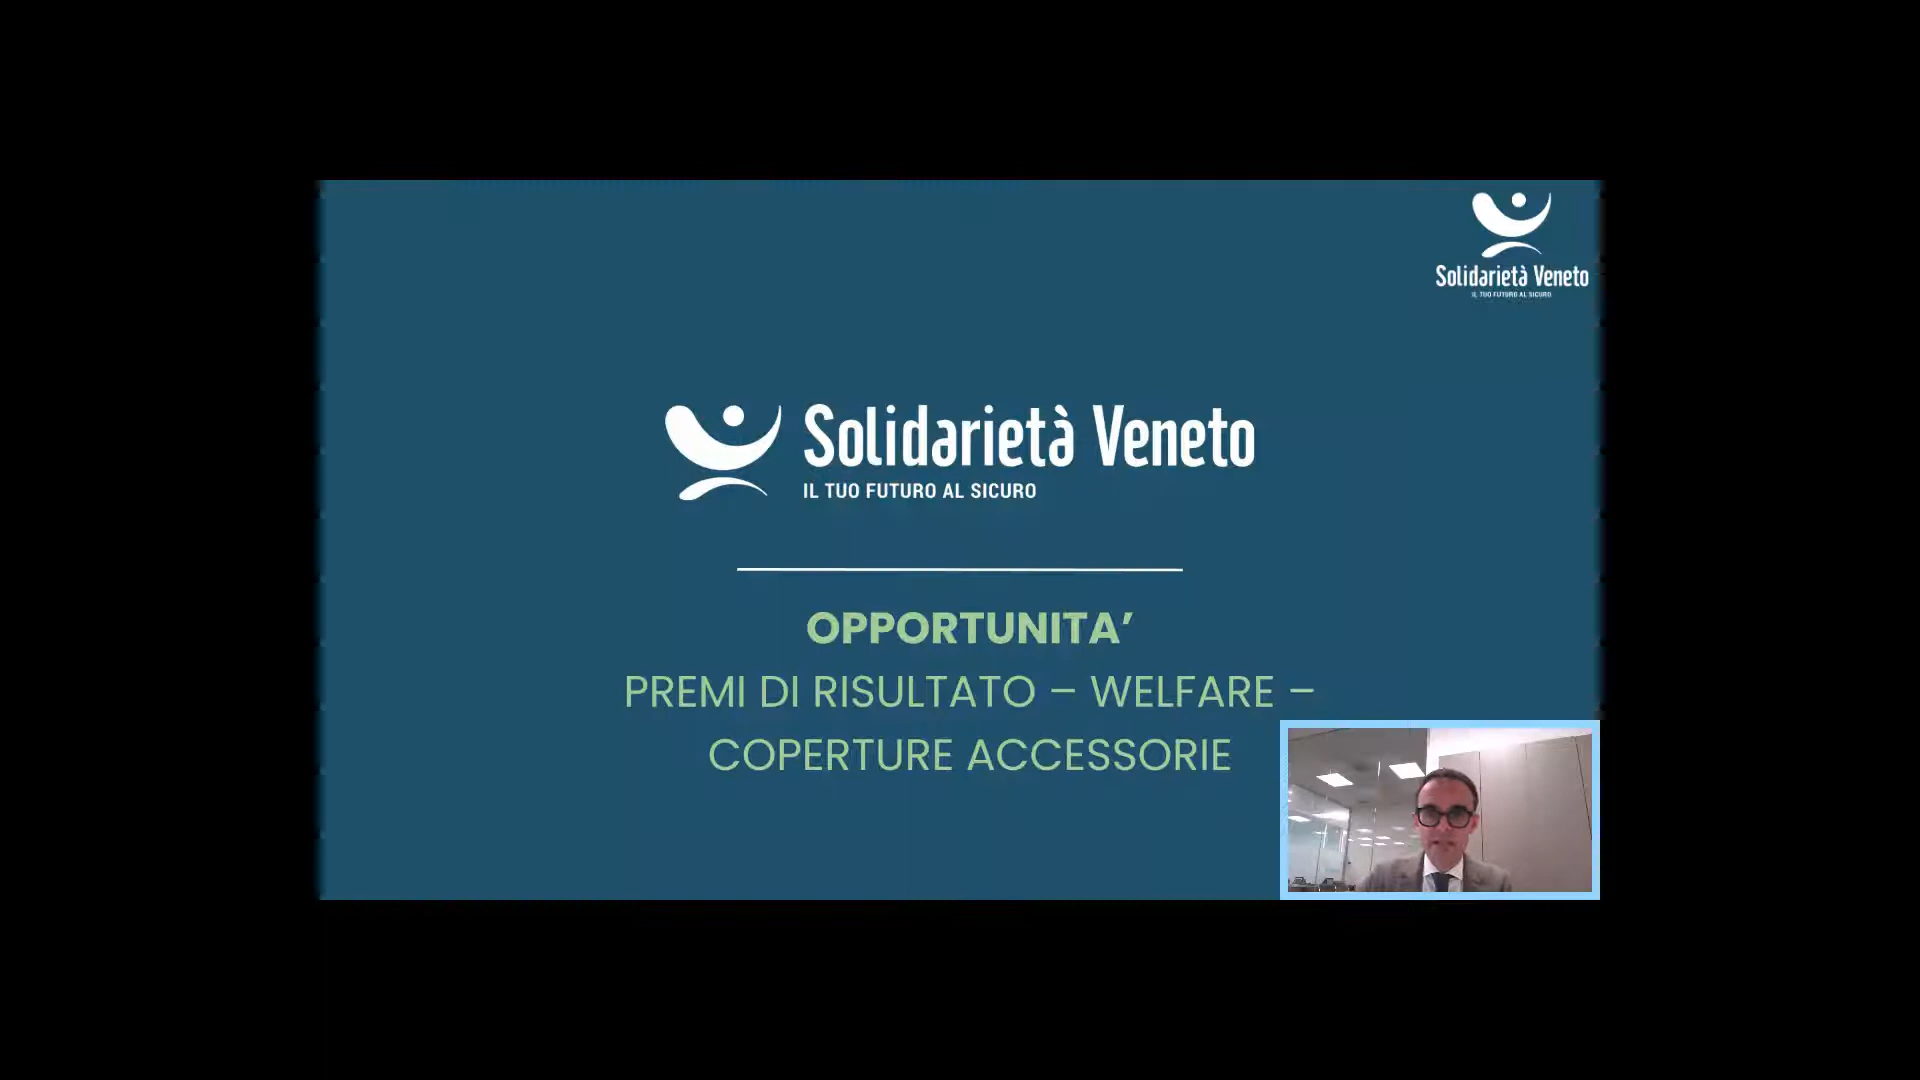 Solidarietà Veneto
IL TUO FUTURO AL SICURO
Solidarietà Veneto
IL TUO FUTURO AL SICURO
OPPORTUNITA’
PREMI DI RISULTATO – WELFARE –
COPERTURE ACCESSORIE